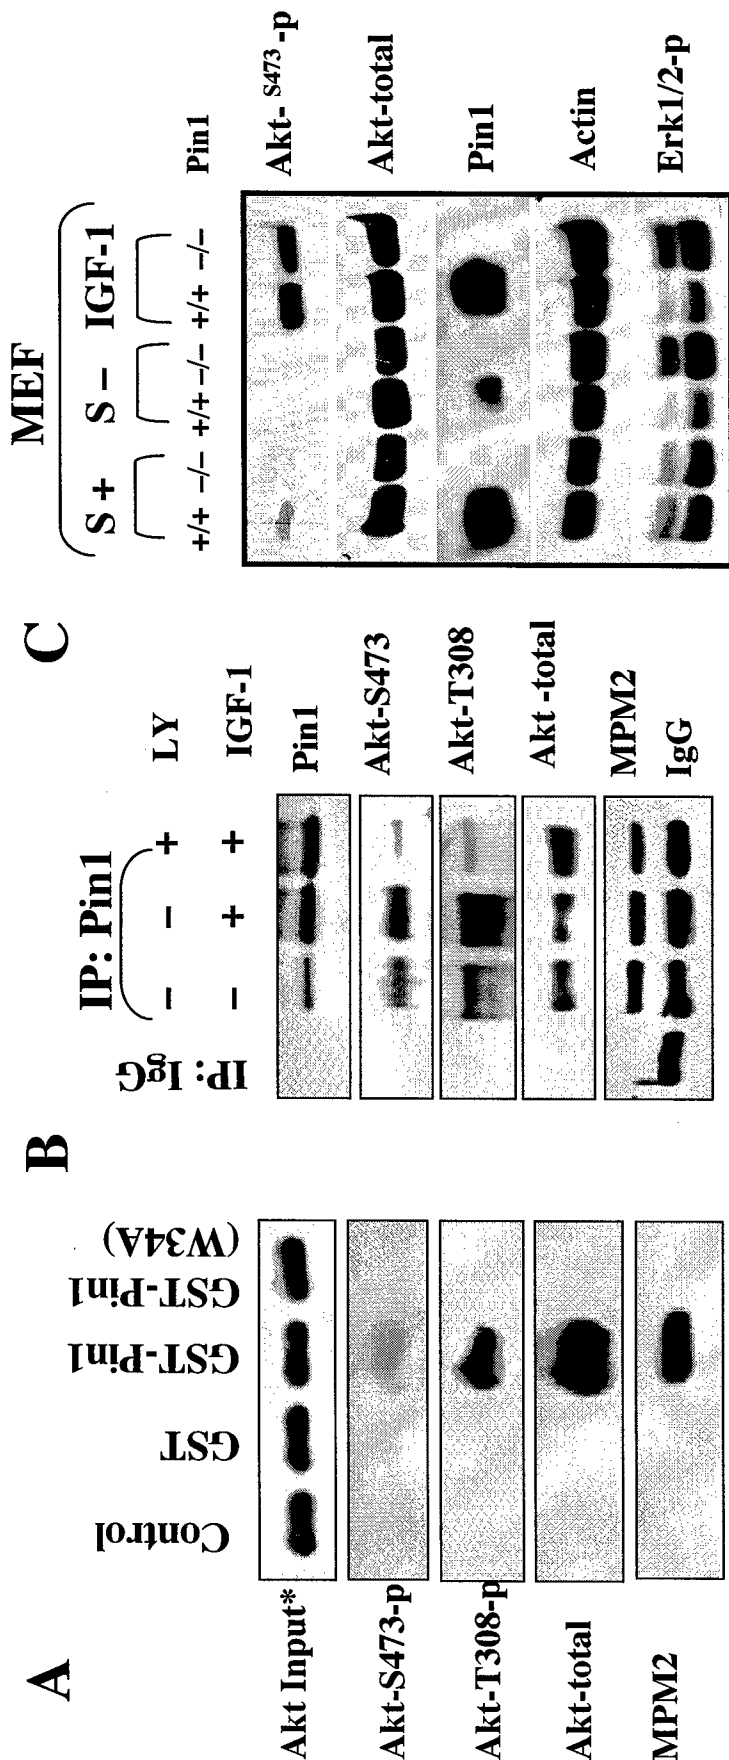 A
Control
GST
GST-Pin1
GST-Pin1
(W34A)
Akt Input*
Akt-S473-p
Akt-T308-p
Akt-total
MPM2
B
IP: IgG
IP: Pin1
− − + LY
− + + IGF-1
Pin1
Akt-S473
Akt-T308
Akt -total
MPM2
IgG
C
MEF
S + S − IGF-1
+/+ −/− +/+ −/− +/+ −/− Pin1
Akt- S473 -p
Akt-total
Pin1
Actin
Erk1/2-p